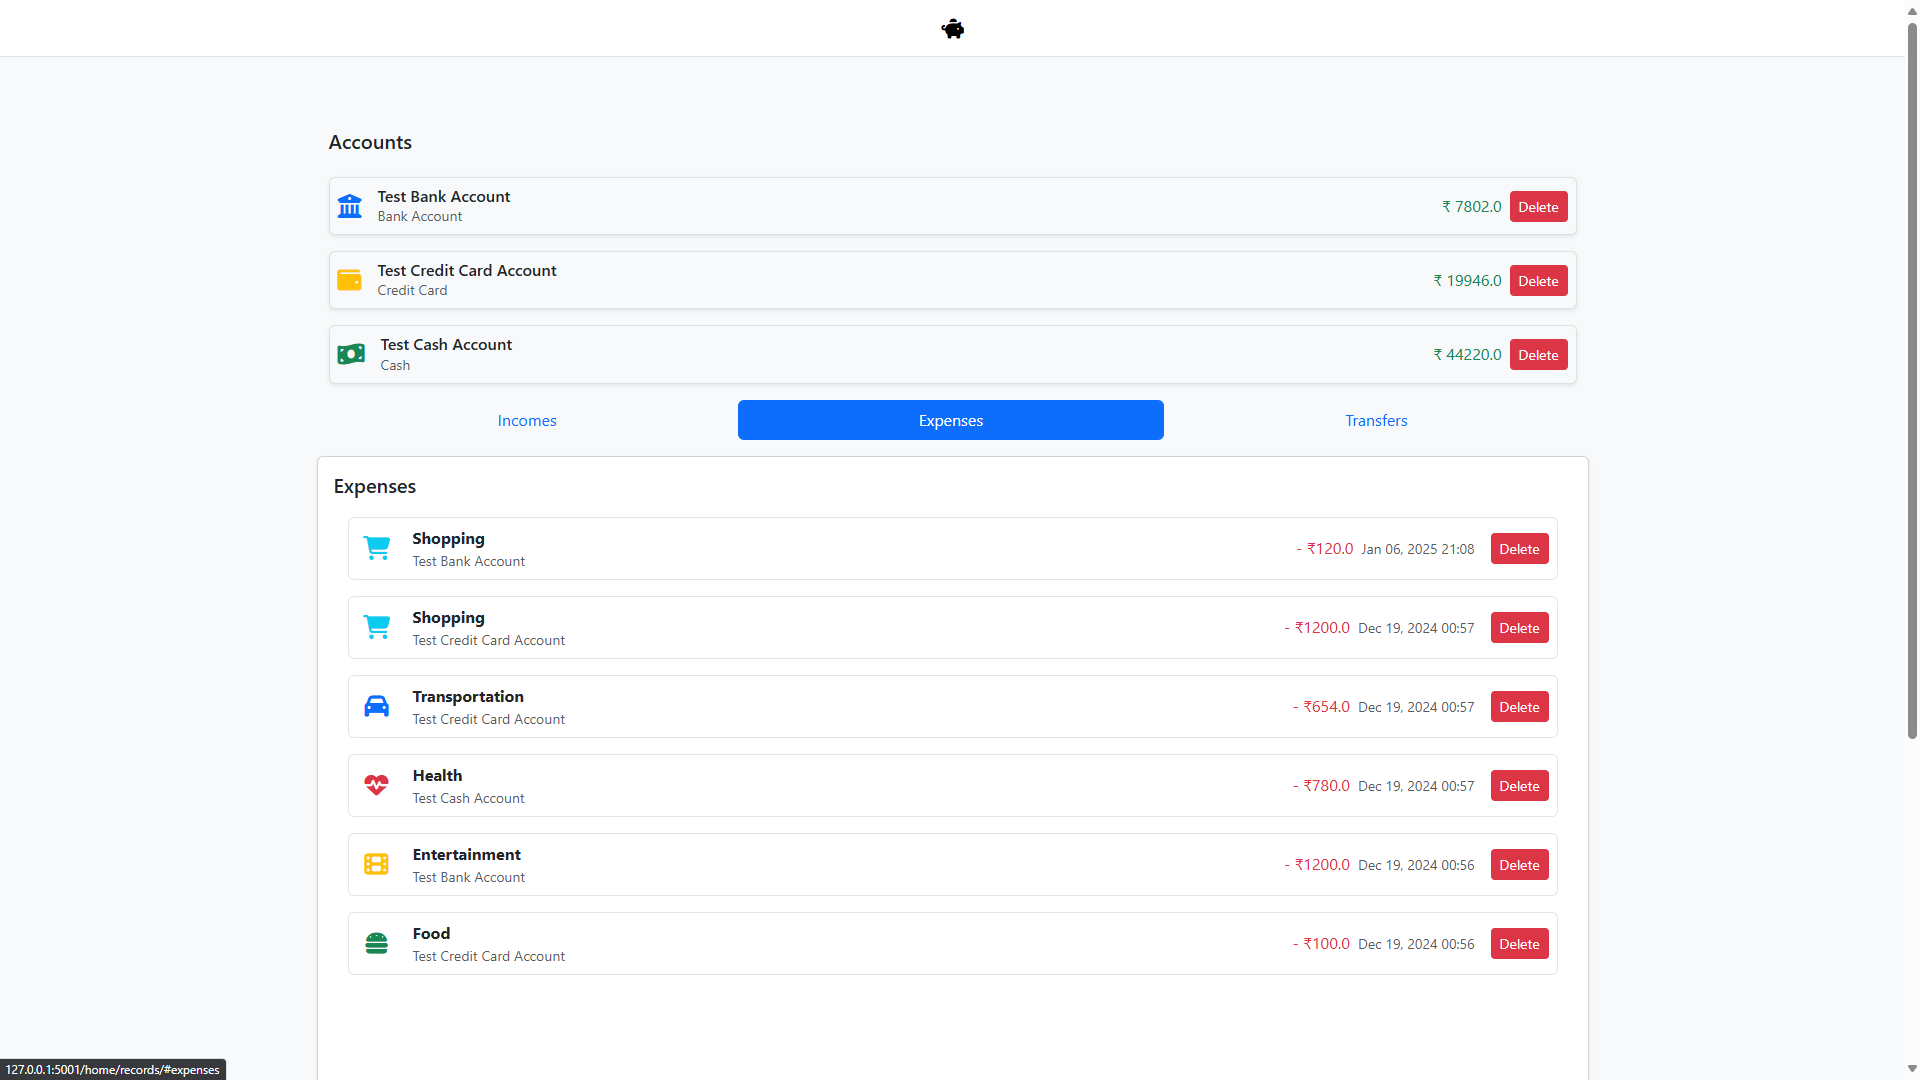 Accounts
Test Bank Account
Bank Account
₹ 7802.0 Delete
Test Credit Card Account
Credit Card
₹ 19946.0 Delete
Test Cash Account
Cash
₹ 44220.0 Delete
Incomes Expenses Transfers
Expenses
Shopping
Test Bank Account
- ₹120.0 Jan 06, 2025 21:08 Delete
Shopping
Test Credit Card Account
- ₹1200.0 Dec 19, 2024 00:57 Delete
Transportation
Test Credit Card Account
- ₹654.0 Dec 19, 2024 00:57 Delete
Health
Test Cash Account
- ₹780.0 Dec 19, 2024 00:57 Delete
Entertainment
Test Bank Account
- ₹1200.0 Dec 19, 2024 00:56 Delete
Food
Test Credit Card Account
- ₹100.0 Dec 19, 2024 00:56 Delete
127.0.0.1:5001/home/records/#expenses